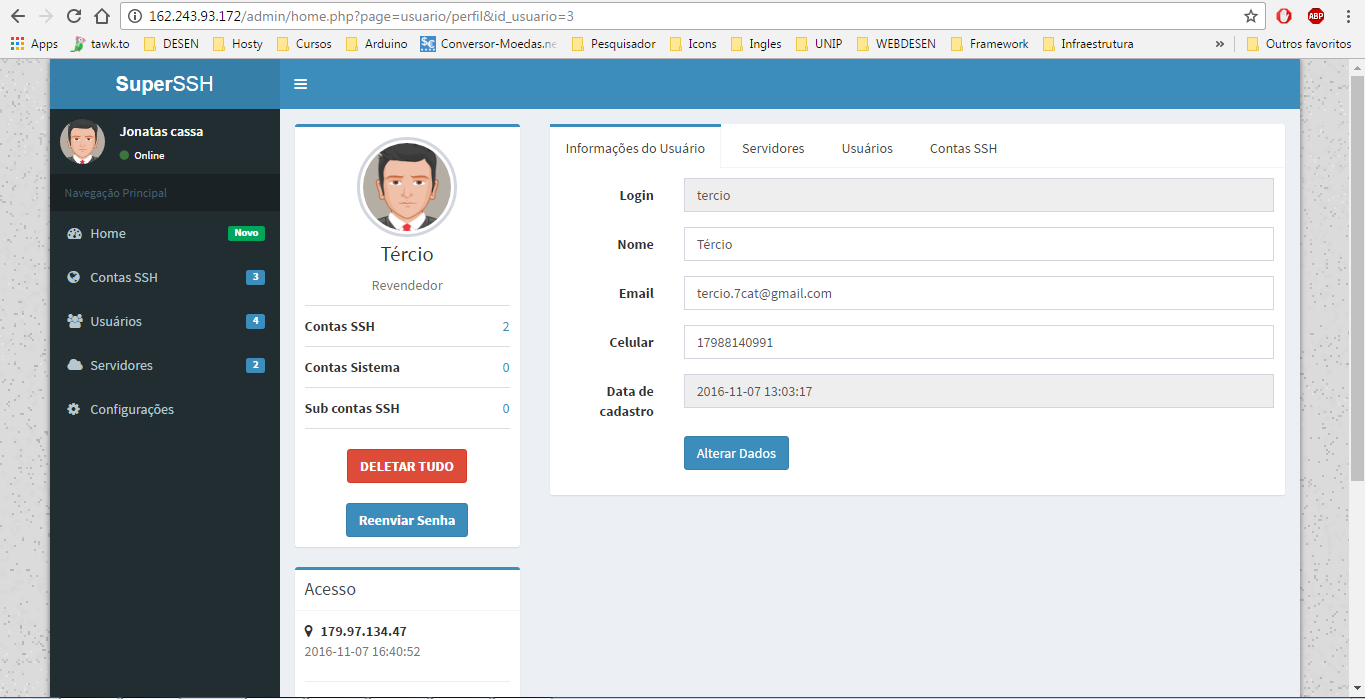 162.243.93.172/admin/home.php?page=usuario/perfil&id_usuario=3
ABP
Apps tawk.to DESEN Hosty Cursos Arduino Conversor-Moedas.ne Pesquisador Icons Ingles UNIP WEBDESEN Framework Infraestrutura » Outros favoritos
SuperSSH
Jonatas cassa
Online
Navegação Principal
Home Novo
Contas SSH 3
Usuários 4
Servidores 2
Configurações
Tércio
Revendedor
Contas SSH 2
Contas Sistema 0
Sub contas SSH 0
DELETAR TUDO
Reenviar Senha
Acesso
179.97.134.47
2016-11-07 16:40:52
Informações do Usuário Servidores Usuários Contas SSH
Login tercio
Nome Tércio
Email tercio.7cat@gmail.com
Celular 17988140991
Data de
cadastro
2016-11-07 13:03:17
Alterar Dados